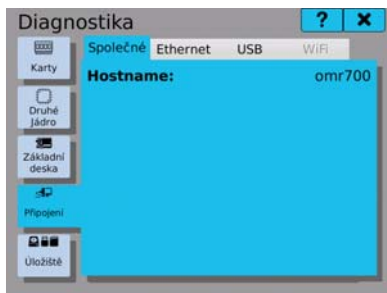 Diagnostika
?
Společné Ethernet USB WiFi
Karty
Hostname: omr700
Druhé
Jádro
Základní
deska
Připojení
Úložiště